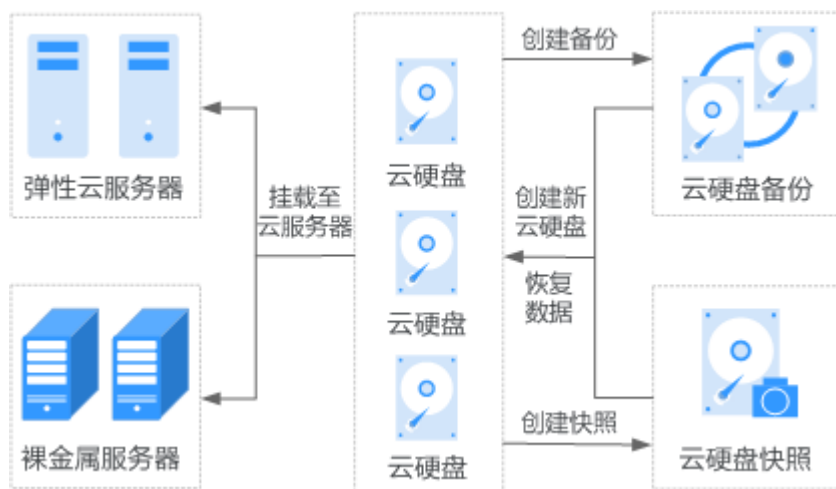 弹性云服务器
裸金属服务器
挂载至
云服务器
云硬盘
云硬盘
云硬盘
创建备份
创建新
云硬盘
恢复
数据
创建快照
云硬盘备份
云硬盘快照